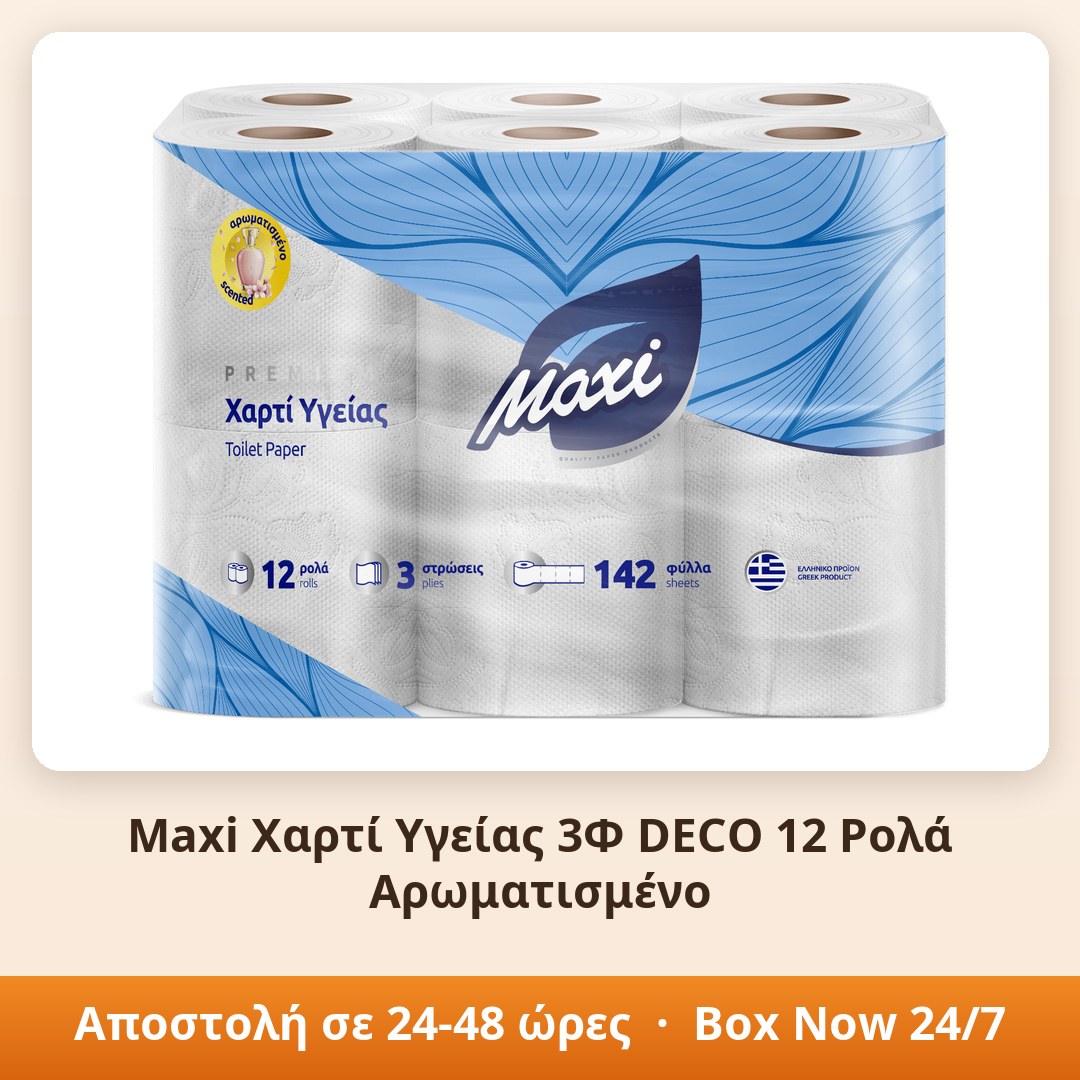 αρωματισμένο
scented
PREMI
Χαρτί Υγείας
Toilet Paper
Maxi
QUALITY PAPER PRODUCTS
12 ρολά
rolls
3 στρώσεις
plies
142 φύλλα
sheets
ΕΛΛΗΝΙΚΟ ΠΡΟΪΟΝ
GREEK PRODUCT
Maxi Χαρτί Υγείας 3Φ DECO 12 Ρολά
Αρωματισμένο
Αποστολή σε 24-48 ώρες · Box Now 24/7